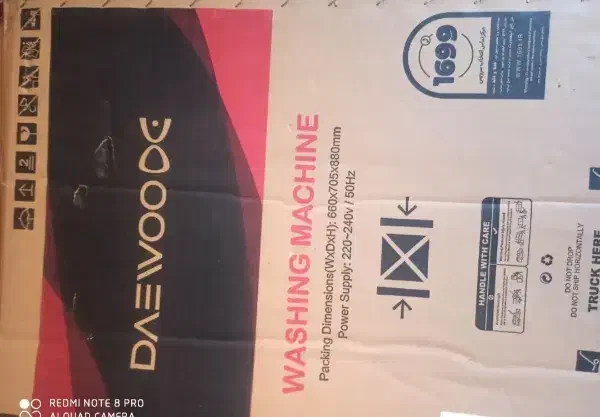 DAEWOO
WASHING MACHINE
Packing Dimensions(WxDxH): 660x705x880mm
Power Supply: 220~240v / 50Hz
1699
HANDLE WITH CARE
DO NOT DROP
DO NOT SHIP HORIZONTALLY
TRUCK HERE
2
REDMI NOTE 8 PRO
AI QUAD CAMERA